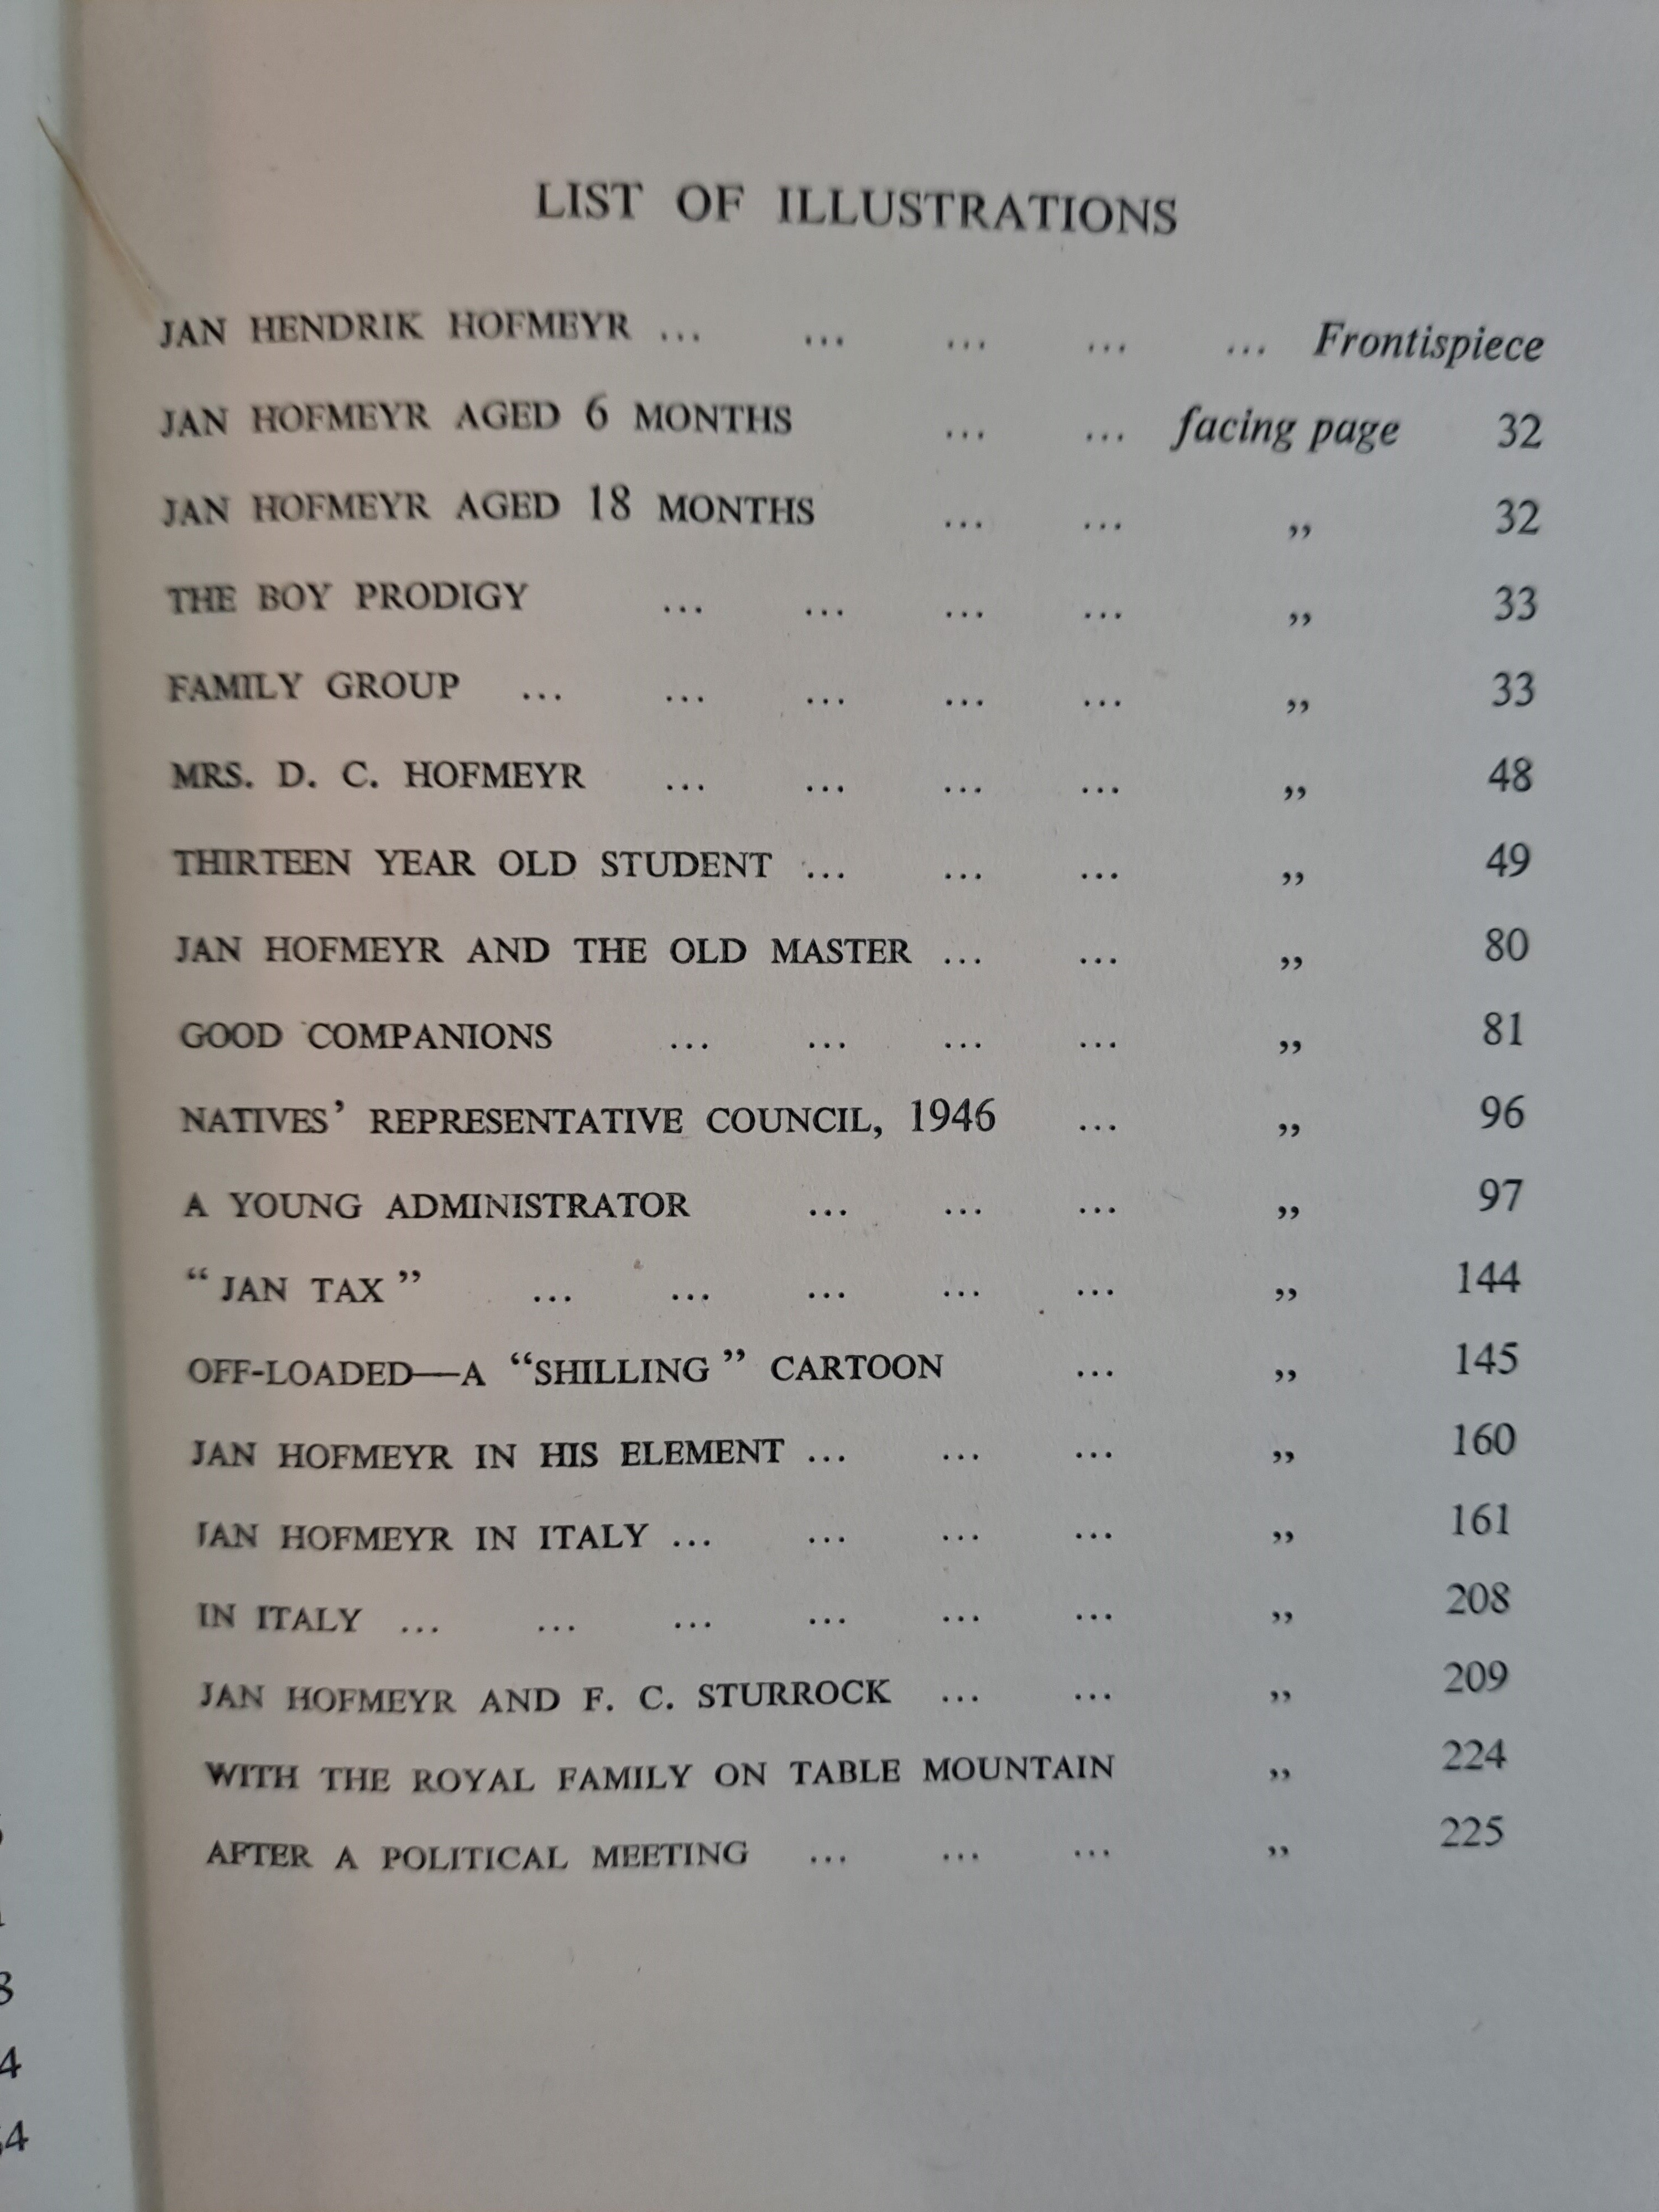 LIST OF ILLUSTRATIONS
JAN HENDRIK HOFMEYR ... ... ... ... ... Frontispiece
JAN HOFMEYR AGED 6 MONTHS ... ... facing page 32
JAN HOFMEYR AGED 18 MONTHS ... ... ,, 32
THE BOY PRODIGY ... ... ... ... ,, 33
FAMILY GROUP ... ... ... ... ... ,, 33
MRS. D. C. HOFMEYR ... ... ... ... ,, 48
THIRTEEN YEAR OLD STUDENT ... ... ... ,, 49
JAN HOFMEYR AND THE OLD MASTER ... ... ,, 80
GOOD COMPANIONS ... ... ... ... ,, 81
NATIVES’ REPRESENTATIVE COUNCIL, 1946 ... ,, 96
A YOUNG ADMINISTRATOR ... ... ... ,, 97
“ JAN TAX ” ... ... ... ... ... ,, 144
OFF-LOADED—A “SHILLING ” CARTOON ... ,, 145
JAN HOFMEYR IN HIS ELEMENT ... ... ... ,, 160
JAN HOFMEYR IN ITALY ... ... ... ... ,, 161
IN ITALY ... ... ... ... ... ... ,, 208
JAN HOFMEYR AND F. C. STURROCK ... ... ,, 209
WITH THE ROYAL FAMILY ON TABLE MOUNTAIN ,, 224
AFTER A POLITICAL MEETING ... ... ... ,, 225